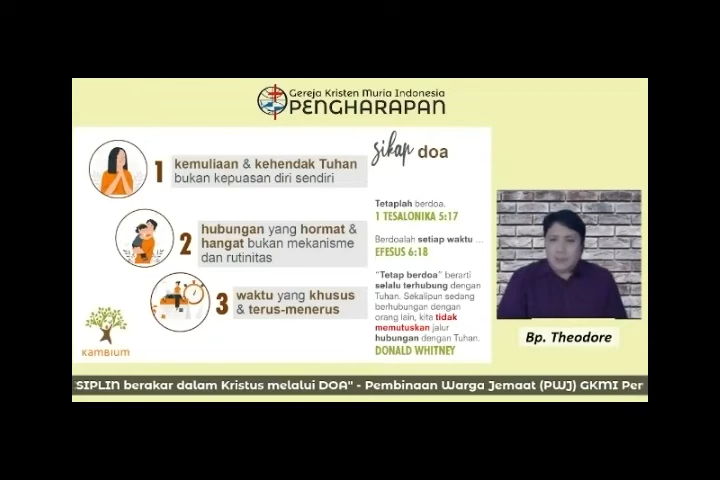 Gereja Kristen Muria Indonesia
PENGHARAPAN
sikap doa
1 kemuliaan & kehendak Tuhan
bukan kepuasan diri sendiri
2 hubungan yang hormat &
hangat bukan mekanisme
dan rutinitas
3 waktu yang khusus
& terus-menerus
Tetaplah berdoa.
1 TESALONIKA 5:17
Berdoalah setiap waktu ...
EFESUS 6:18
"Tetap berdoa" berarti
selalu terhubung dengan
Tuhan. Sekalipun sedang
berhubungan dengan
orang lain, kita tidak
memutuskan jalur
hubungan dengan Tuhan.
DONALD WHITNEY
KAMBIUM
Bp. Theodore
SIPLIN berakar dalam Kristus melalui DOA" - Pembinaan Warga Jemaat (PWJ) GKMI Per